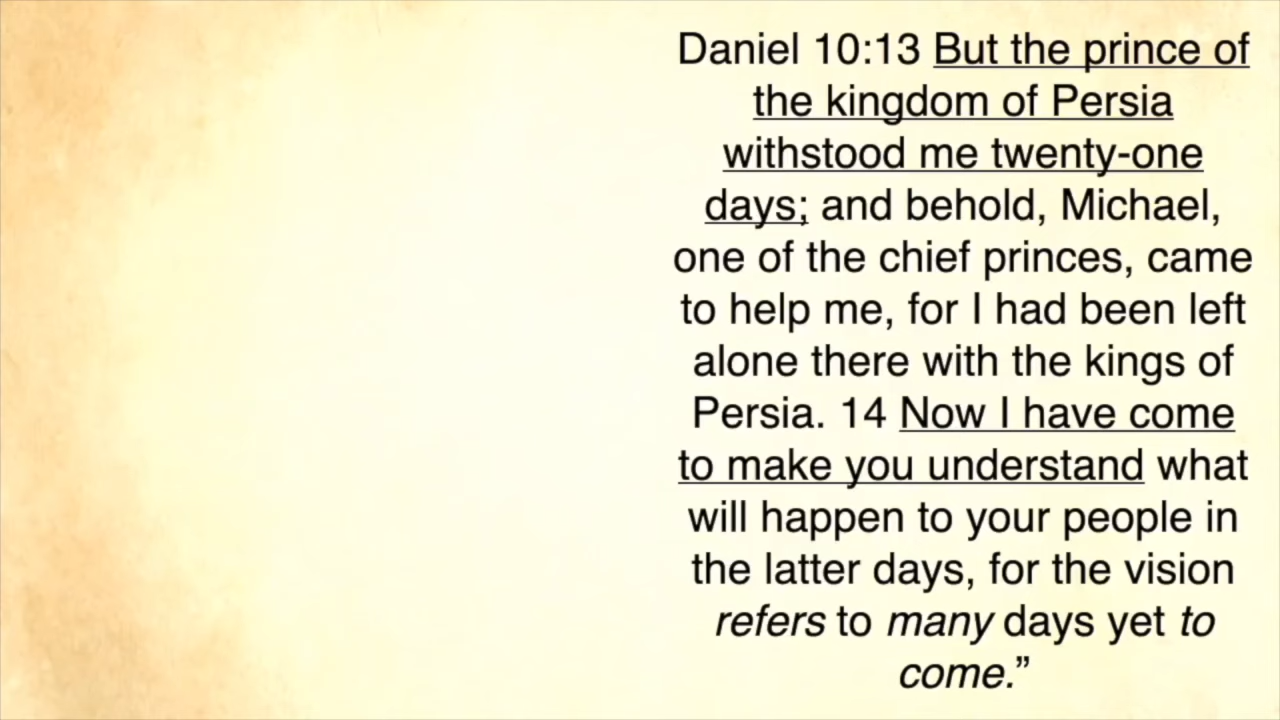 Daniel 10:13 But the prince of
the kingdom of Persia
withstood me twenty-one
days; and behold, Michael,
one of the chief princes, came
to help me, for I had been left
alone there with the kings of
Persia. 14 Now I have come
to make you understand what
will happen to your people in
the latter days, for the vision
refers to many days yet to
come.”